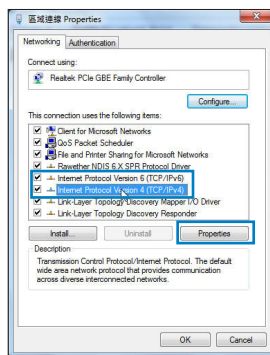 區域連線 Properties
Networking
Authentication
Connect using:
Realtek PCIe GBE Family Controller
Configure...
This connection uses the following items:
Client for Microsoft Networks
QoS Packet Scheduler
File and Printer Sharing for Microsoft Networks
Rawether NDIS 6.X SPR Protocol Driver
Internet Protocol Version 6 (TCP/IPv6)
Internet Protocol Version 4 (TCP/IPv4)
Link-Layer Topology Discovery Mapper I/O Driver
Link-Layer Topology Discovery Responder
Install...
Uninstall
Properties
Description
Transmission Control Protocol/Internet Protocol. The default
wide area network protocol that provides communication
across diverse interconnected networks.
OK
Cancel